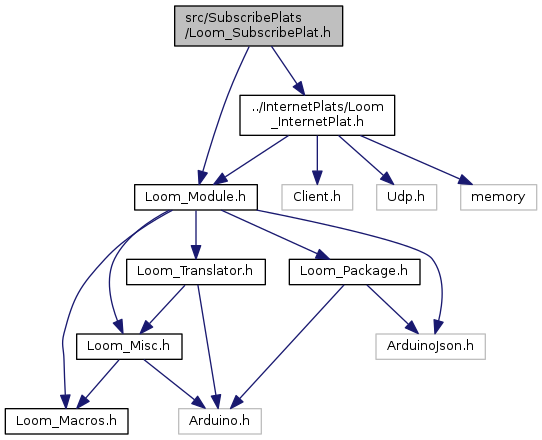 src/SubscribePlats
/Loom_SubscribePlat.h
../InternetPlats/Loom
_InternetPlat.h
Loom_Module.h
Client.h
Udp.h
memory
Loom_Translator.h
Loom_Package.h
Loom_Misc.h
ArduinoJson.h
Loom_Macros.h
Arduino.h